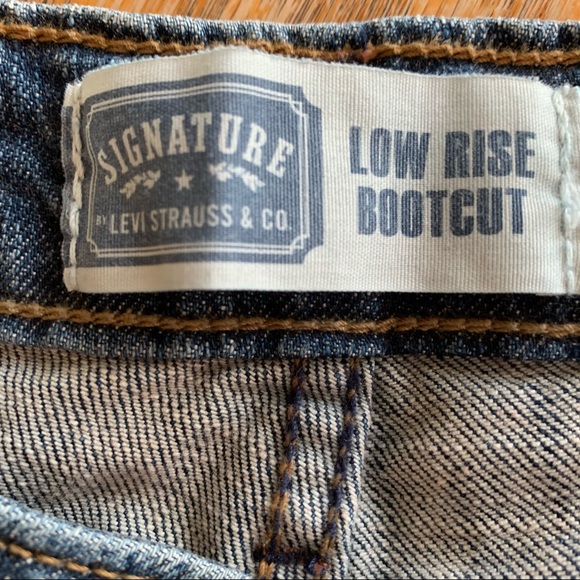 SIGNATURE
BY LEVI STRAUSS & CO.
LOW RISE
BOOTCUT